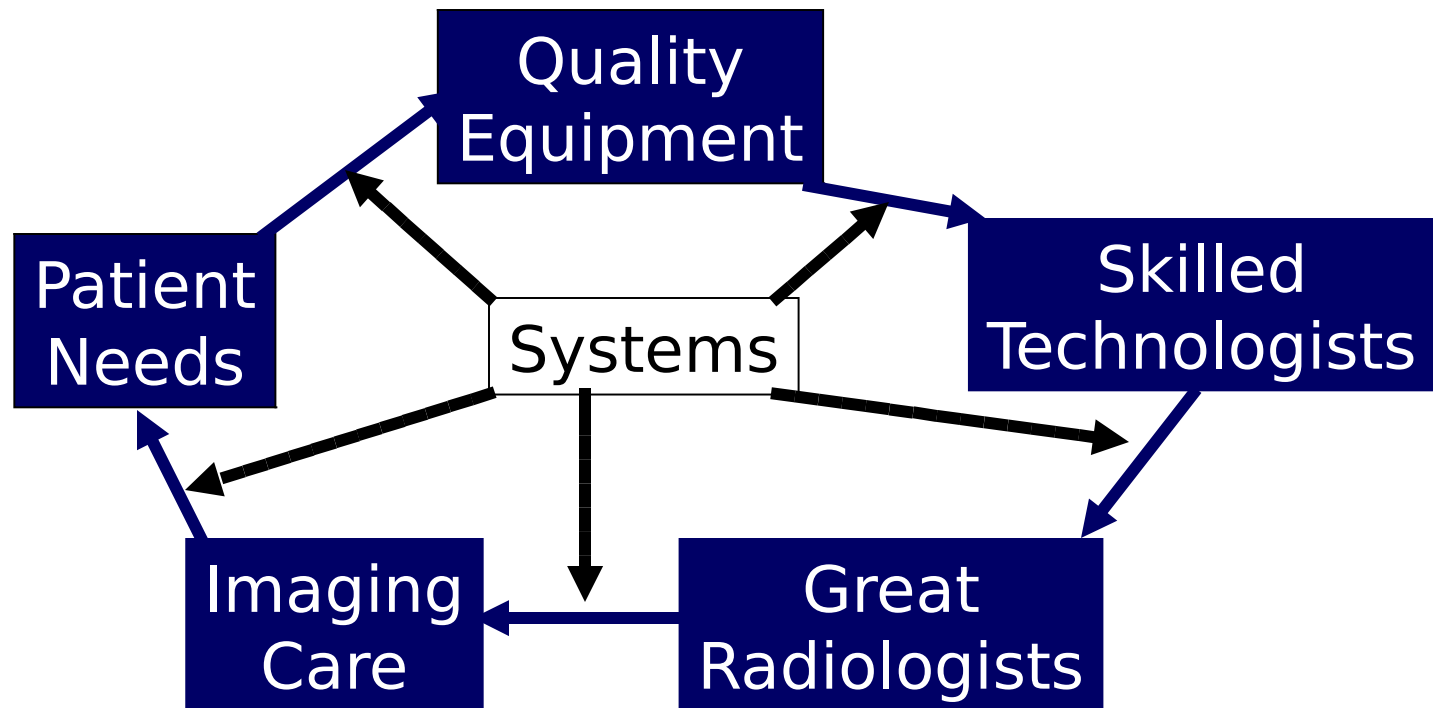 Quality
Equipment
Skilled
Technologists
Great
Radiologists
Imaging
Care
Patient
Needs
Systems